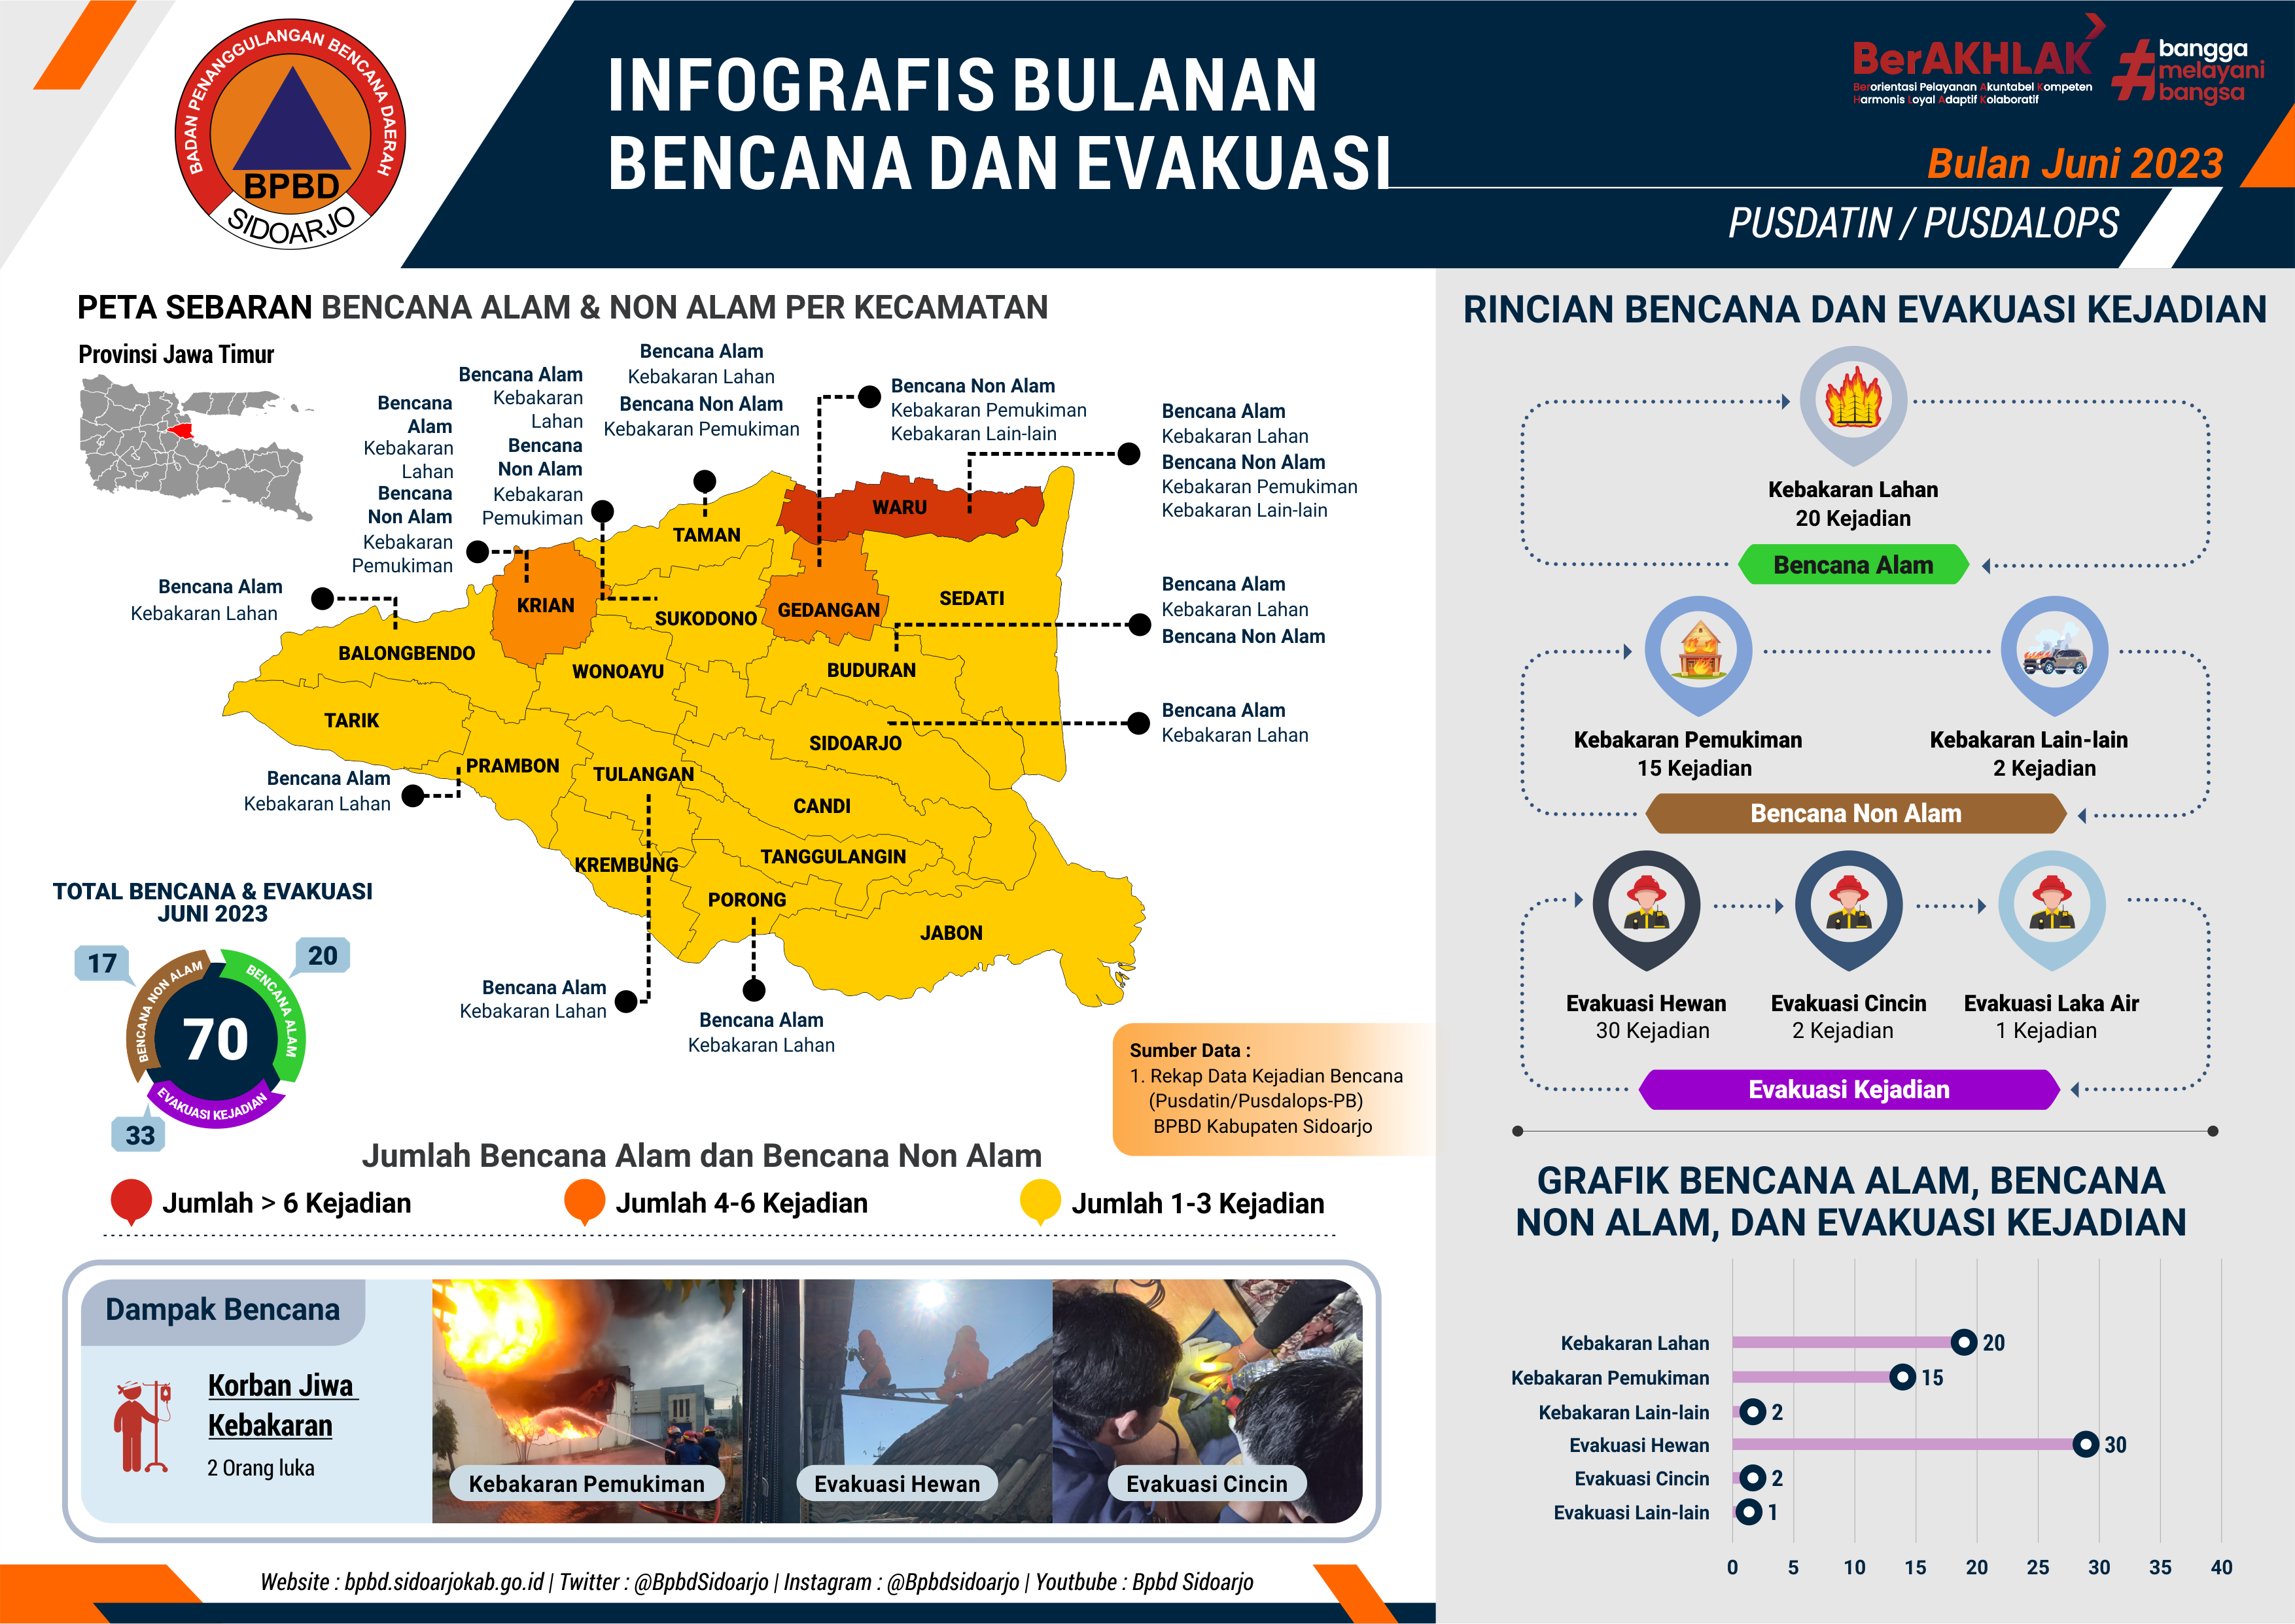 BADAN PENANGGULANGAN BENCANA DAERAH
BPBD
SIDOARJO
INFOGRAFIS BULANAN
BENCANA DAN EVAKUASI
BerAKHLAK
Berorientasi Pelayanan Akuntabel Kompeten
Harmonis Loyal Adaptif Kolaboratif
#bangga
melayani
bangsa
Bulan Juni 2023
PUSDATIN / PUSDALOPS
PETA SEBARAN BENCANA ALAM & NON ALAM PER KECAMATAN
Provinsi Jawa Timur
Bencana Alam
Kebakaran Lahan
Bencana
Alam
Kebakaran
Lahan
Bencana
Non Alam
Kebakaran
Pemukiman
Bencana Alam
Kebakaran
Lahan
Bencana
Non Alam
Kebakaran
Pemukiman
Bencana Alam
Kebakaran Lahan
Bencana Non Alam
Kebakaran Pemukiman
Bencana Non Alam
Kebakaran Pemukiman
Kebakaran Lain-lain
Bencana Alam
Kebakaran Lahan
Bencana Non Alam
Kebakaran Pemukiman
Kebakaran Lain-lain
Bencana Alam
Kebakaran Lahan
Bencana Non Alam
Bencana Alam
Kebakaran Lahan
WARU
TAMAN
KRIAN
SUKODONO
GEDANGAN
SEDATI
BALONGBENDO
WONOAYU
BUDURAN
TARIK
SIDOARJO
PRAMBON
TULANGAN
CANDI
KREMBUNG
TANGGULANGIN
PORONG
JABON
Bencana Alam
Kebakaran Lahan
Bencana Alam
Kebakaran Lahan
Bencana Alam
Kebakaran Lahan
TOTAL BENCANA & EVAKUASI
JUNI 2023
17
20
BENCANA NON ALAM
BENCANA ALAM
70
EVAKUASI KEJADIAN
33
Sumber Data :
1. Rekap Data Kejadian Bencana
(Pusdatin/Pusdalops-PB)
BPBD Kabupaten Sidoarjo
Jumlah Bencana Alam dan Bencana Non Alam
Jumlah > 6 Kejadian
Jumlah 4-6 Kejadian
Jumlah 1-3 Kejadian
Dampak Bencana
Korban Jiwa
Kebakaran
2 Orang luka
Kebakaran Pemukiman
Evakuasi Hewan
Evakuasi Cincin
Website : bpbd.sidoarjokab.go.id | Twitter : @BpbdSidoarjo | Instagram : @Bpbdsidoarjo | Youtbube : Bpbd Sidoarjo
RINCIAN BENCANA DAN EVAKUASI KEJADIAN
Kebakaran Lahan
20 Kejadian
Bencana Alam
Kebakaran Pemukiman
15 Kejadian
Kebakaran Lain-lain
2 Kejadian
Bencana Non Alam
Evakuasi Hewan
30 Kejadian
Evakuasi Cincin
2 Kejadian
Evakuasi Laka Air
1 Kejadian
Evakuasi Kejadian
GRAFIK BENCANA ALAM, BENCANA
NON ALAM, DAN EVAKUASI KEJADIAN
Kebakaran Lahan 20
Kebakaran Pemukiman 15
Kebakaran Lain-lain 2
Evakuasi Hewan 30
Evakuasi Cincin 2
Evakuasi Lain-lain 1
0 5 10 15 20 25 30 35 40